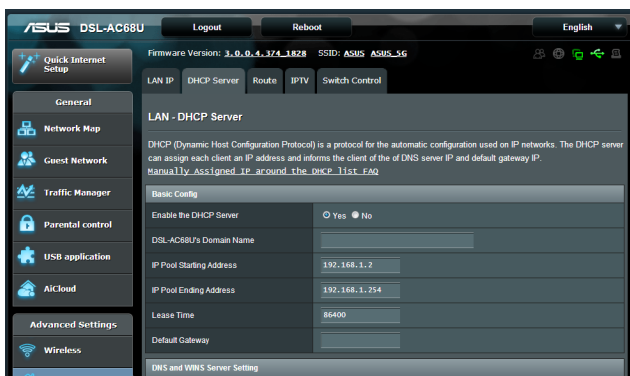 ASUS DSL-AC68U Logout Reboot English
Quick Internet Setup
Firmware Version: 3.0.0.4.374_1828 SSID: ASUS ASUS_5G
LAN IP DHCP Server Route IPTV Switch Control
General
Network Map
Guest Network
Traffic Manager
Parental control
USB application
AiCloud
Advanced Settings
Wireless
LAN - DHCP Server
DHCP (Dynamic Host Configuration Protocol) is a protocol for the automatic configuration used on IP networks. The DHCP server
can assign each client an IP address and informs the client of the of DNS server IP and default gateway IP.
Manually Assigned IP around the DHCP list FAQ
Basic Config
Enable the DHCP Server Yes No
DSL-AC68U's Domain Name
IP Pool Starting Address 192.168.1.2
IP Pool Ending Address 192.168.1.254
Lease Time 86400
Default Gateway
DNS and WINS Server Setting